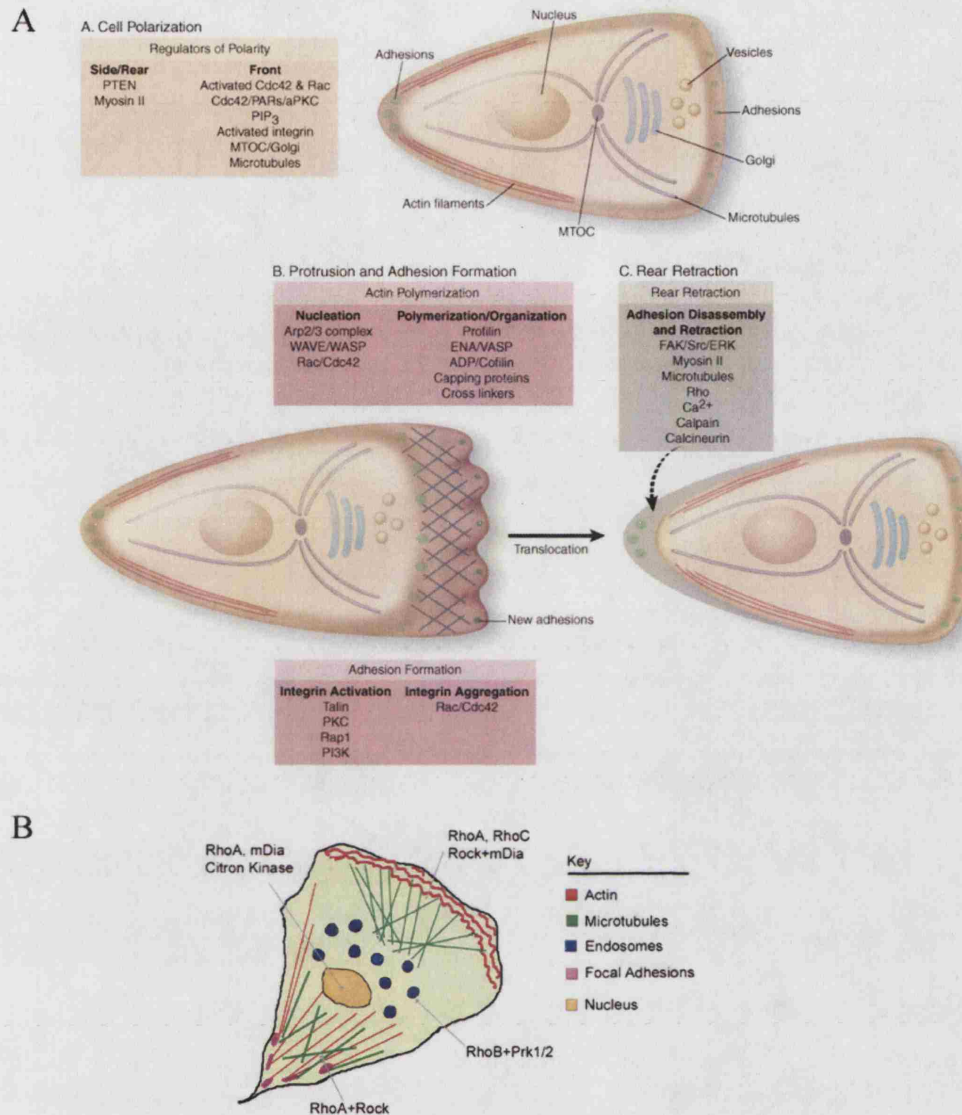 A
A. Cell Polarization
Regulators of Polarity
Side/Rear Front
PTEN Activated Cdc42 & Rac
Myosin II Cdc42/PARs/aPKC
PIP3
Activated integrin
MTOC/Golgi
Microtubules
Nucleus
Adhesions
Vesicles
Adhesions
Golgi
Actin filaments
Microtubules
MTOC
B. Protrusion and Adhesion Formation
Actin Polymerization
Nucleation Polymerization/Organization
Arp2/3 complex Profilin
WAVE/WASP ENA/VASP
Rac/Cdc42 ADP/Cofilin
Capping proteins
Cross linkers
C. Rear Retraction
Rear Retraction
Adhesion Disassembly
and Retraction
FAK/Src/ERK
Myosin II
Microtubules
Rho
Ca2+
Calpain
Calcineurin
Translocation
New adhesions
Adhesion Formation
Integrin Activation Integrin Aggregation
Talin Rac/Cdc42
PKC
Rap1
PI3K
B
RhoA, mDia
Citron Kinase
RhoA, RhoC
Rock+mDia
RhoB+Prk1/2
RhoA+Rock
Key
Actin
Microtubules
Endosomes
Focal Adhesions
Nucleus